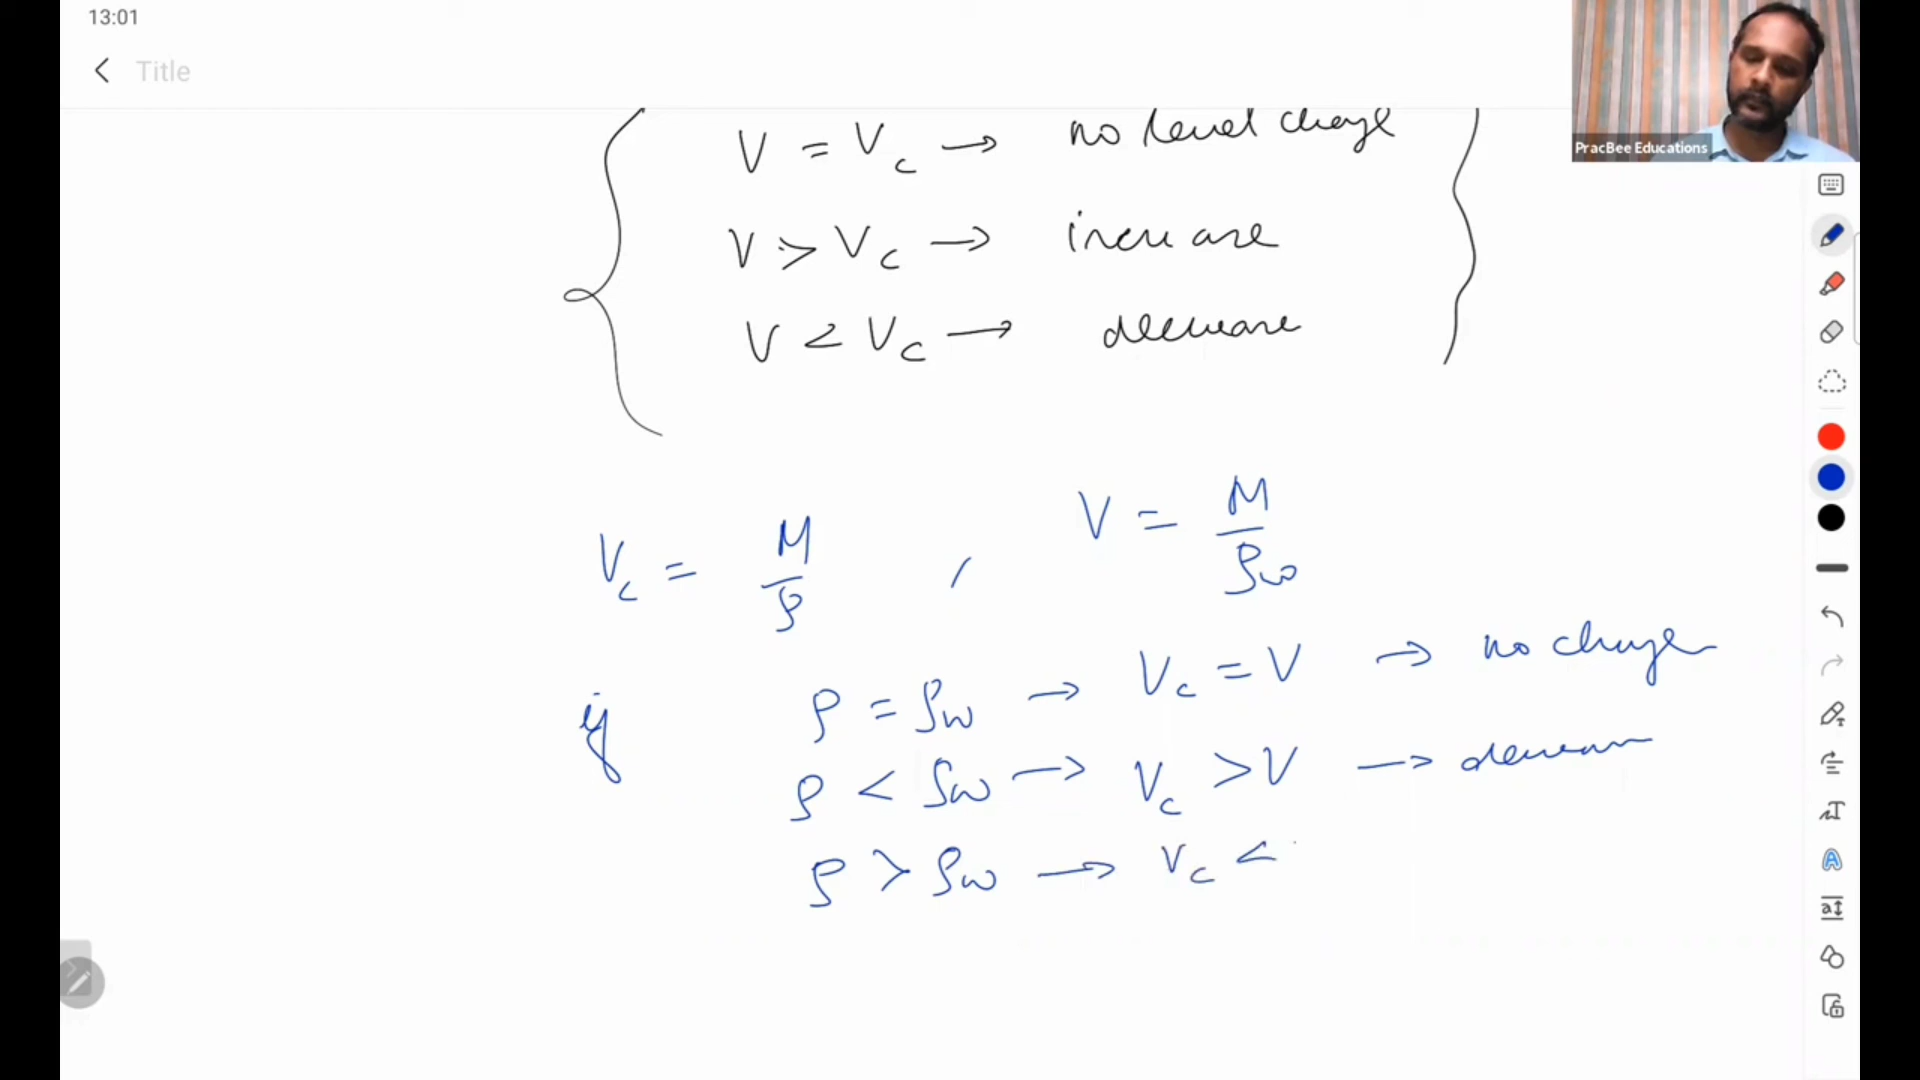 13:01
Title
PracBee Educations
V = Vc → no level change
V > Vc → increase
V < Vc → decrease
Vc = M/ρ , V = M/ρw
if ρ = ρw → Vc = V → no change
ρ < ρw → Vc > V → decrease
ρ > ρw → Vc <